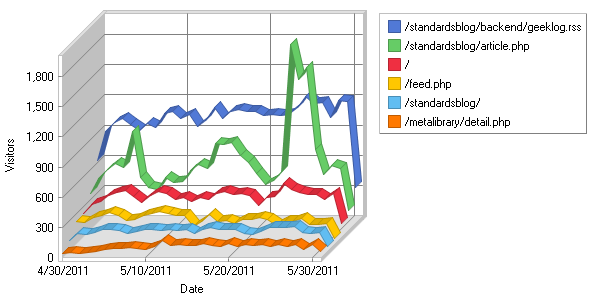 /standardsblog/backend/geeklog.rss
/standardsblog/article.php
/
/feed.php
/standardsblog/
/metalibrary/detail.php
1,800
1,500
1,200
900
600
300
0
Visitors
4/30/2011 5/10/2011 5/20/2011 5/30/2011
Date